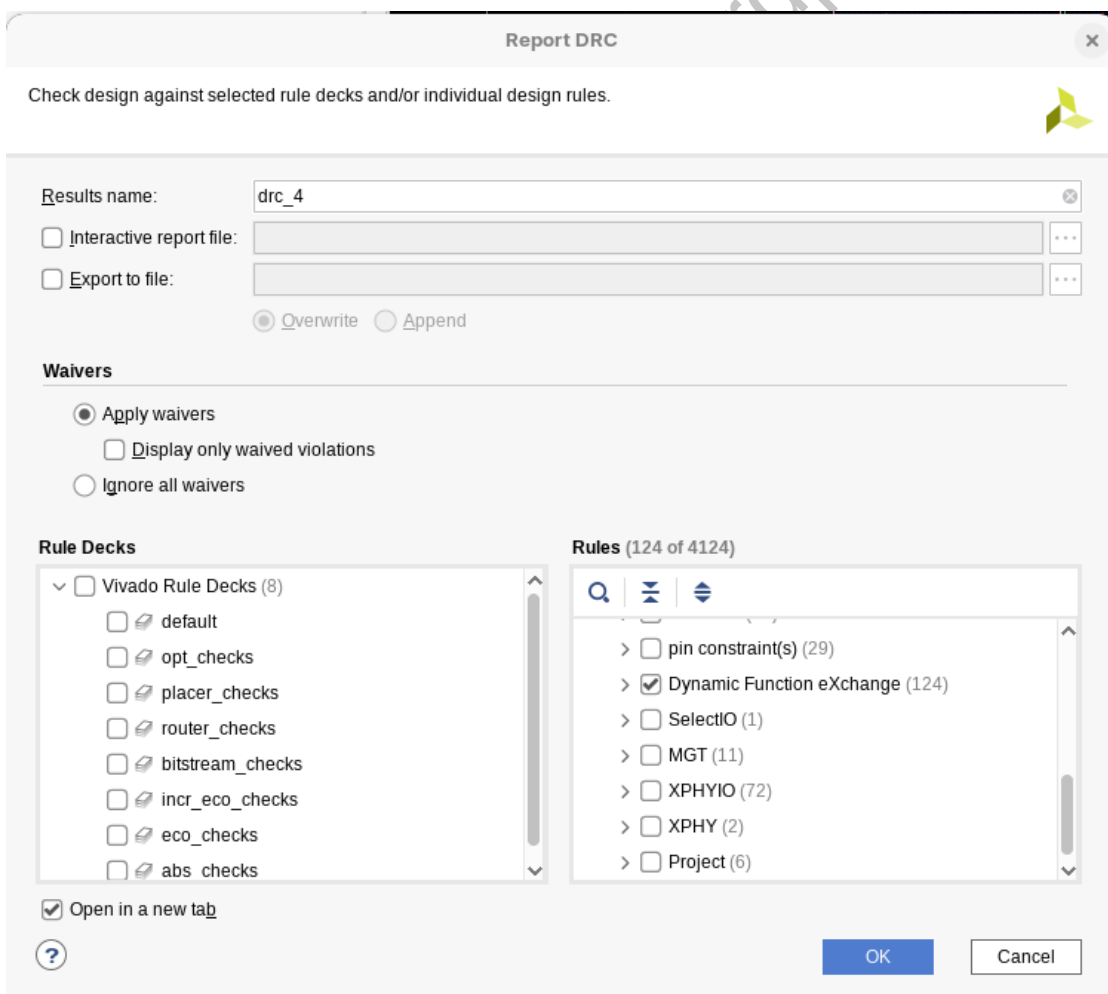 Report DRC
Check design against selected rule decks and/or individual design rules.
Results name: drc_4
Interactive report file:
Export to file:
Overwrite Append
Waivers
Apply waivers
Display only waived violations
Ignore all waivers
Rule Decks
Vivado Rule Decks (8)
default
opt_checks
placer_checks
router_checks
bitstream_checks
incr_eco_checks
eco_checks
abs_checks
Rules (124 of 4124)
pin constraint(s) (29)
Dynamic Function eXchange (124)
SelectIO (1)
MGT (11)
XPHYIO (72)
XPHY (2)
Project (6)
Open in a new tab
?
OK Cancel